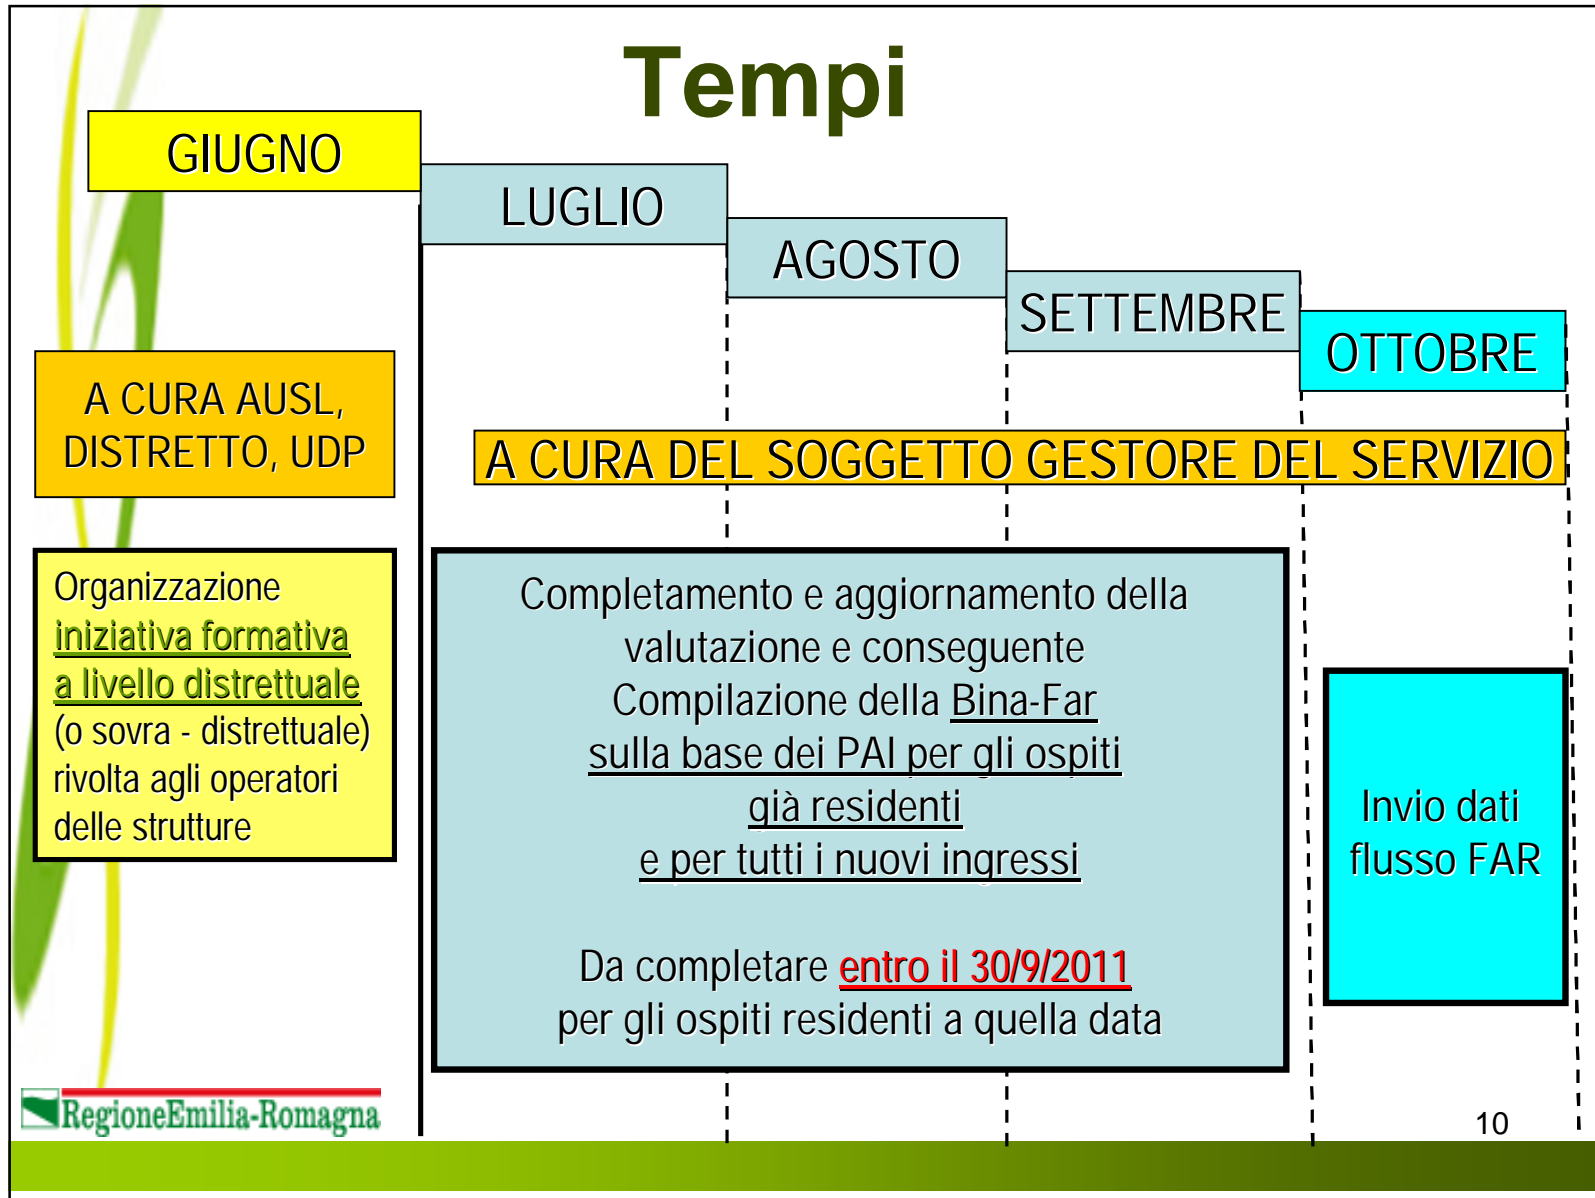 Tempi
GIUGNO
LUGLIO
AGOSTO
SETTEMBRE
OTTOBRE
A CURA AUSL,
DISTRETTO, UDP
A CURA DEL SOGGETTO GESTORE DEL SERVIZIO
Organizzazione
iniziativa formativa
a livello distrettuale
(o sovra - distrettuale)
rivolta agli operatori
delle strutture
Completamento e aggiornamento della
valutazione e conseguente
Compilazione della Bina-Far
sulla base dei PAI per gli ospiti
già residenti
e per tutti i nuovi ingressi
Da completare entro il 30/9/2011
per gli ospiti residenti a quella data
Invio dati
flusso FAR
RegioneEmilia-Romagna
10